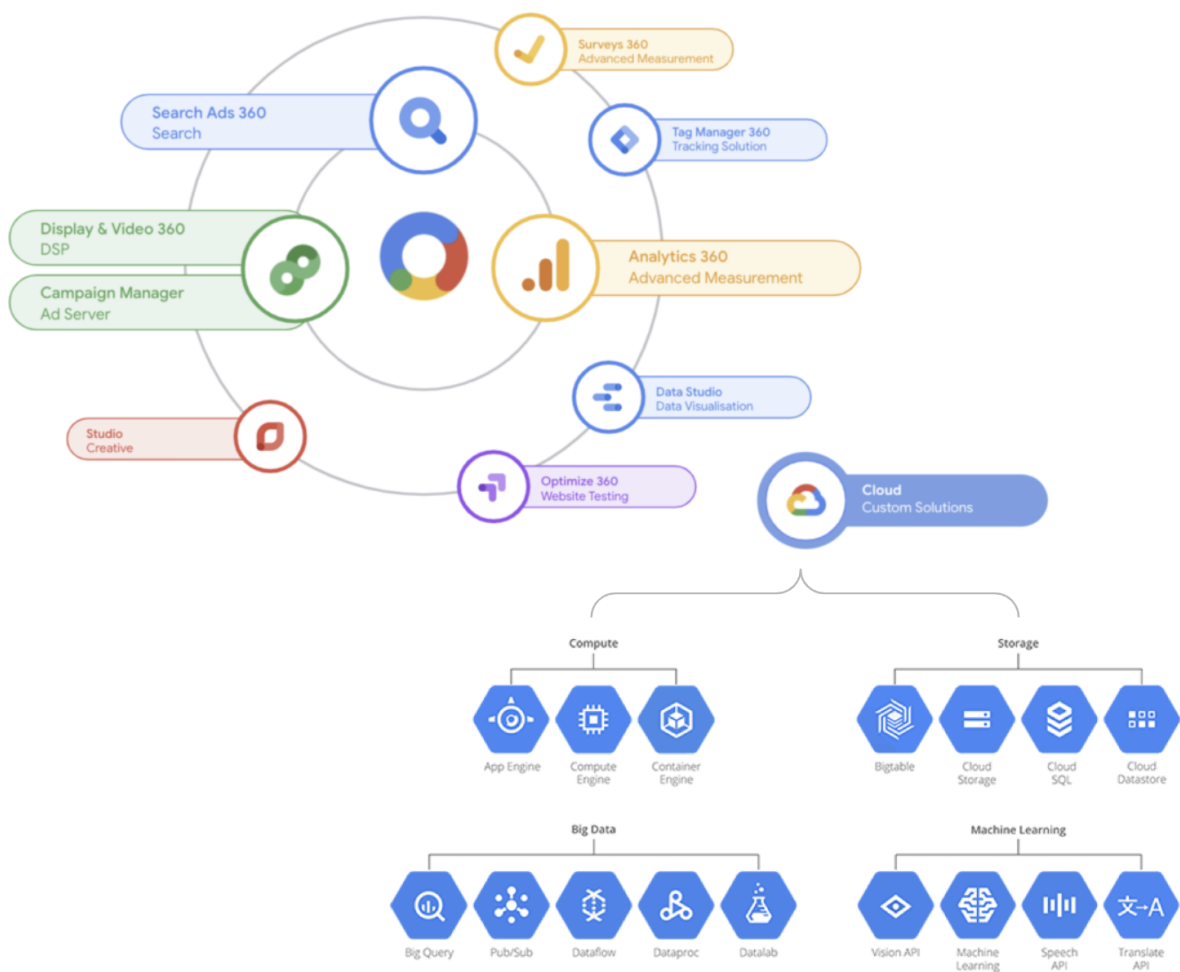 Surveys 360
Advanced Measurement
Search Ads 360
Search
Tag Manager 360
Tracking Solution
Display & Video 360
DSP
Analytics 360
Advanced Measurement
Campaign Manager
Ad Server
Data Studio
Data Visualisation
Studio
Creative
Optimize 360
Website Testing
Cloud
Custom Solutions
Compute
Storage
App Engine
Compute
Engine
Container
Engine
Bigtable
Cloud
Storage
Cloud
SQL
Cloud
Datastore
Big Data
Machine Learning
文→A
Big Query
Pub/Sub
Dataflow
Dataproc
Datalab
Vision API
Machine
Learning
Speech
API
Translate
API